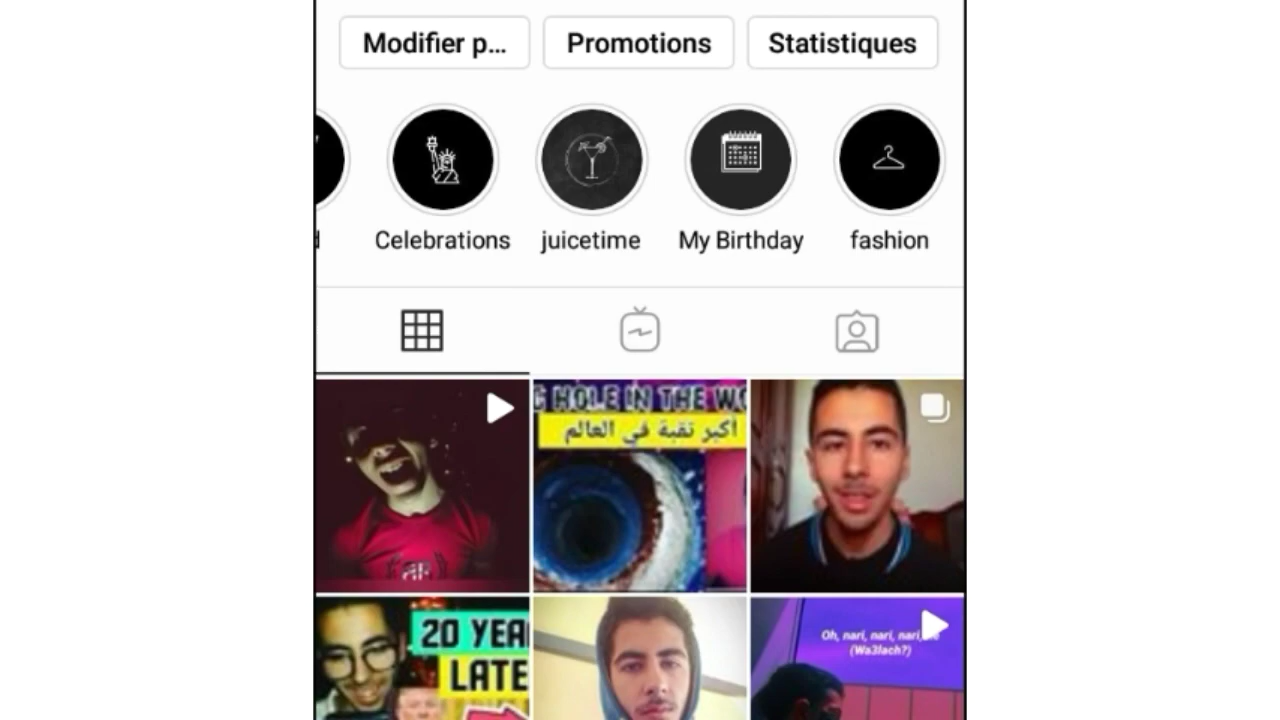 Modifier p...
Promotions
Statistiques
Celebrations
juicetime
My Birthday
fashion
HOLE IN THE WO
أكبر تقبة في العالم
20 YEA
LATE
Oh, nari, nari, nari,
(Wa3lach?)